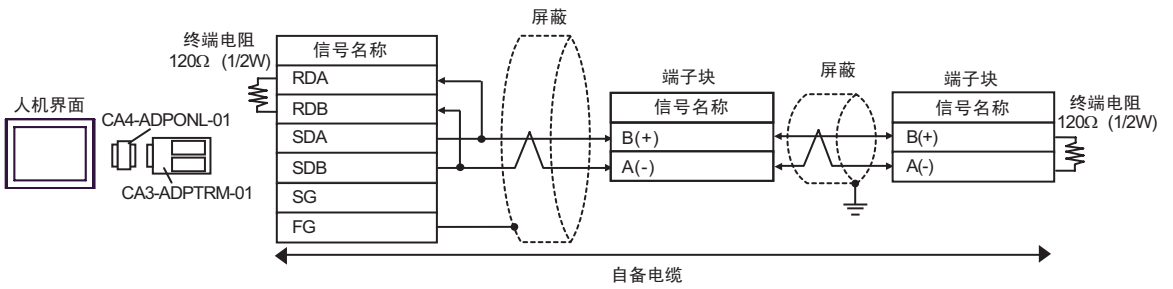 人机界面
CA4-ADPONL-01
CA3-ADPTRM-01
终端电阻
120Ω (1/2W)
信号名称
RDA
RDB
SDA
SDB
SG
FG
屏蔽
端子块
信号名称
B(+)
A(-)
屏蔽
端子块
信号名称
B(+)
A(-)
终端电阻
120Ω (1/2W)
自备电缆